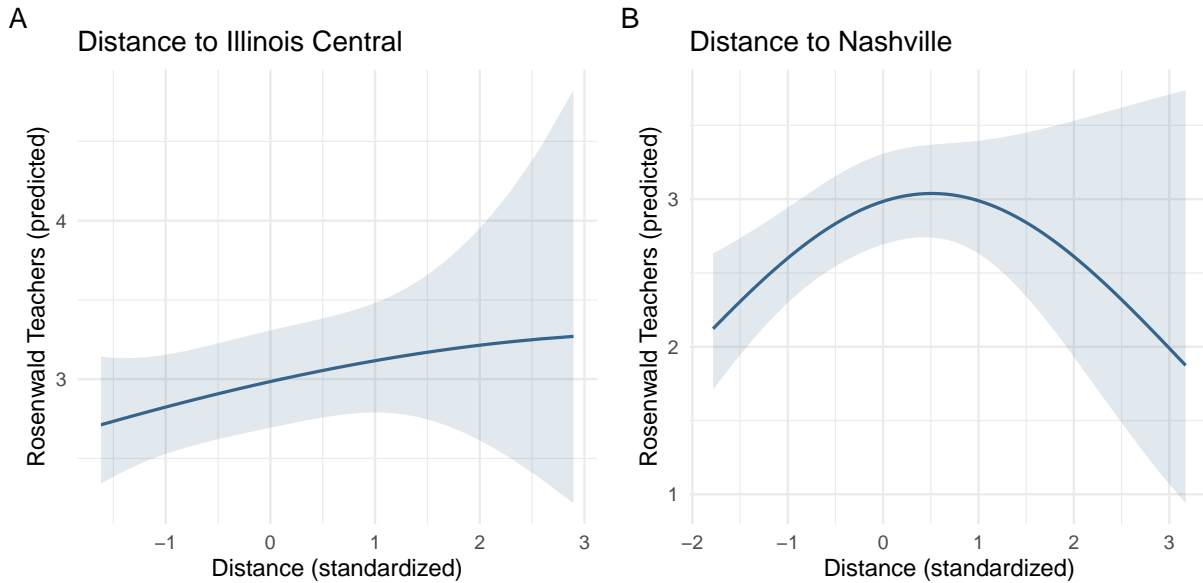 A
Distance to Illinois Central
Rosenwald Teachers (predicted)
4
3
−1 0 1 2 3
Distance (standardized)
B
Distance to Nashville
Rosenwald Teachers (predicted)
3
2
1
−2 −1 0 1 2 3
Distance (standardized)